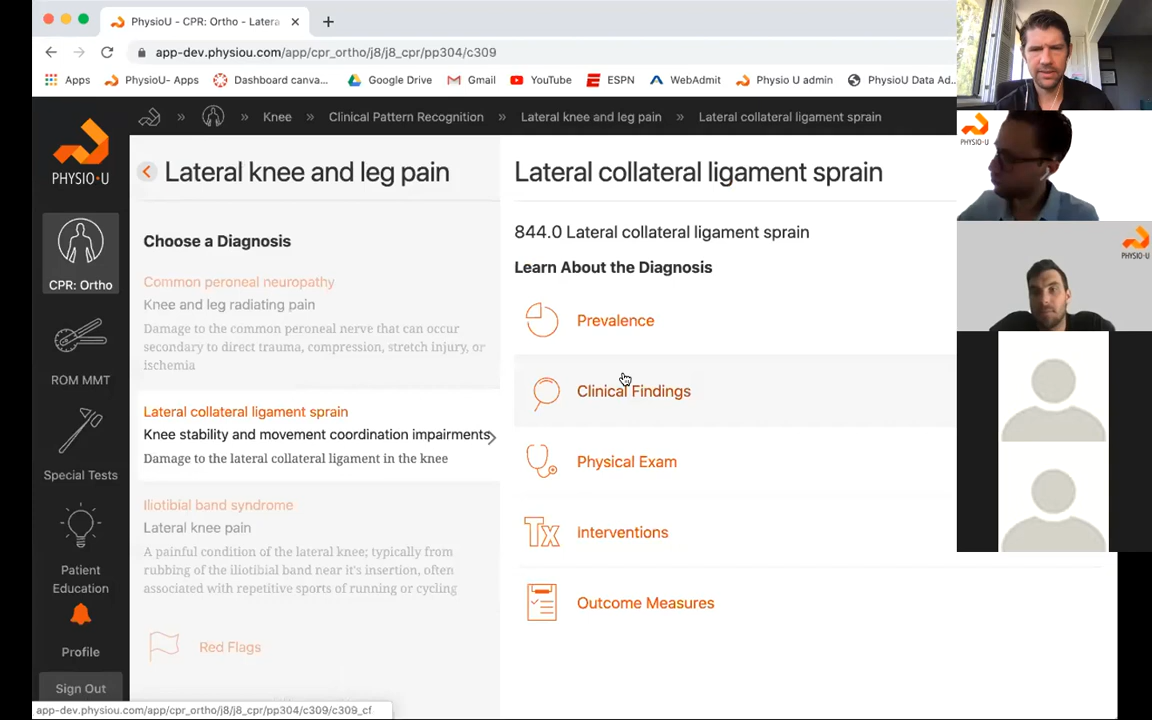 PhysioU - CPR: Ortho - Latera
app-dev.physiou.com/app/cpr_ortho/j8/j8_cpr/pp304/c309
Apps
PhysioU- Apps
Dashboard canva...
Google Drive
Gmail
YouTube
ESPN
WebAdmit
Physio U admin
PhysioU Data Ad..
» » Knee » Clinical Pattern Recognition » Lateral knee and leg pain » Lateral collateral ligament sprain
PHYSIO·U
CPR: Ortho
ROM MMT
Special Tests
Patient
Education
Profile
Sign Out
Lateral knee and leg pain
Choose a Diagnosis
Common peroneal neuropathy
Knee and leg radiating pain
Damage to the common peroneal nerve that can occur
secondary to direct trauma, compression, stretch injury, or
ischemia
Lateral collateral ligament sprain
Knee stability and movement coordination impairments
Damage to the lateral collateral ligament in the knee
Iliotibial band syndrome
Lateral knee pain
A painful condition of the lateral knee; typically from
rubbing of the iliotibial band near it's insertion, often
associated with repetitive sports of running or cycling
Red Flags
Lateral collateral ligament sprain
844.0 Lateral collateral ligament sprain
Learn About the Diagnosis
Prevalence
Clinical Findings
Physical Exam
Tx
Interventions
Outcome Measures
PHYSIO·U
PHYSIO·U
app-dev.physiou.com/app/cpr_ortho/j8/j8_cpr/pp304/c309/c309_cf